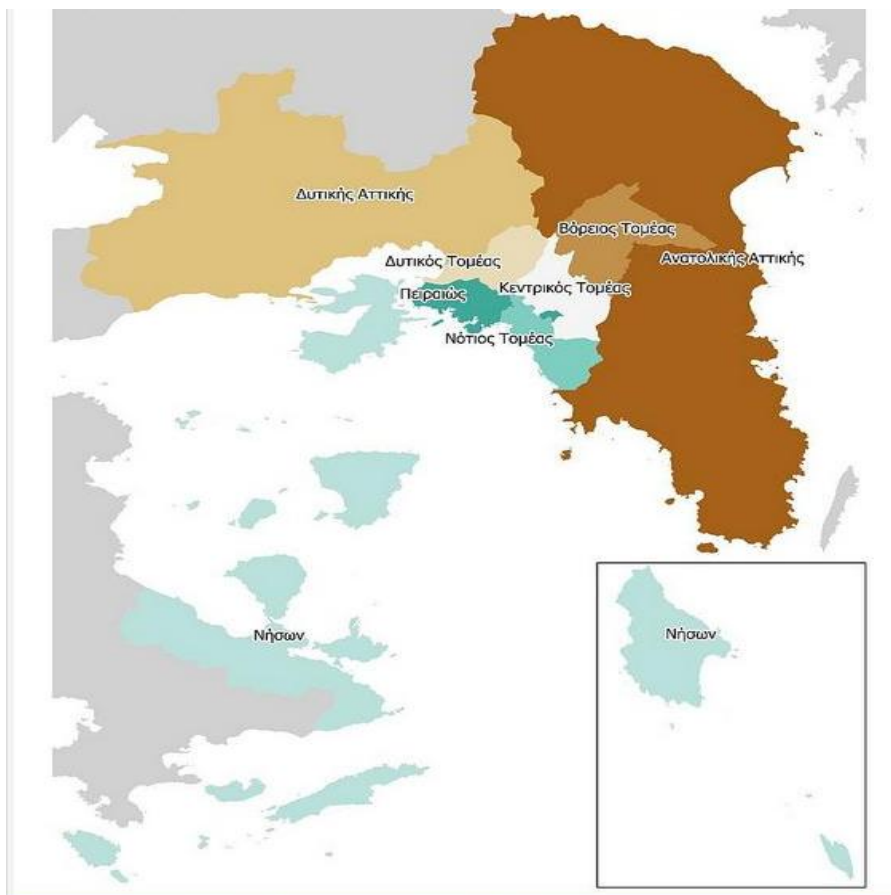 Δυτικής Αττικής
Βόρειος Τομέας
Δυτικός Τομέας
Ανατολικής Αττικής
Πειραιώς
Κεντρικός Τομέας
Νότιος Τομέας
Νήσων
Νήσων